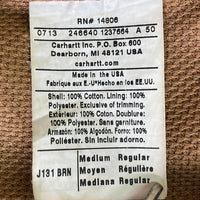 RN# 14806
0713 246640 1237664 A 50
Carhartt Inc. P.O. Box 600
Dearborn, MI 48121 USA
carhartt.com
Made in the USA
Fabrique aux E.-U•Hecho en los EE.UU.
Shell: 100% Cotton. Lining: 100%
Polyester. Exclusive of trimming.
Extérieur: 100% Coton. Doublure:
100% Polyester. Sans garniture.
Armazón: 100% Algodón. Forro: 100%
Poliéster. Sin incluir adorno.
J131 BRN
Medium Regular
Moyen Régulière
Mediana Regular